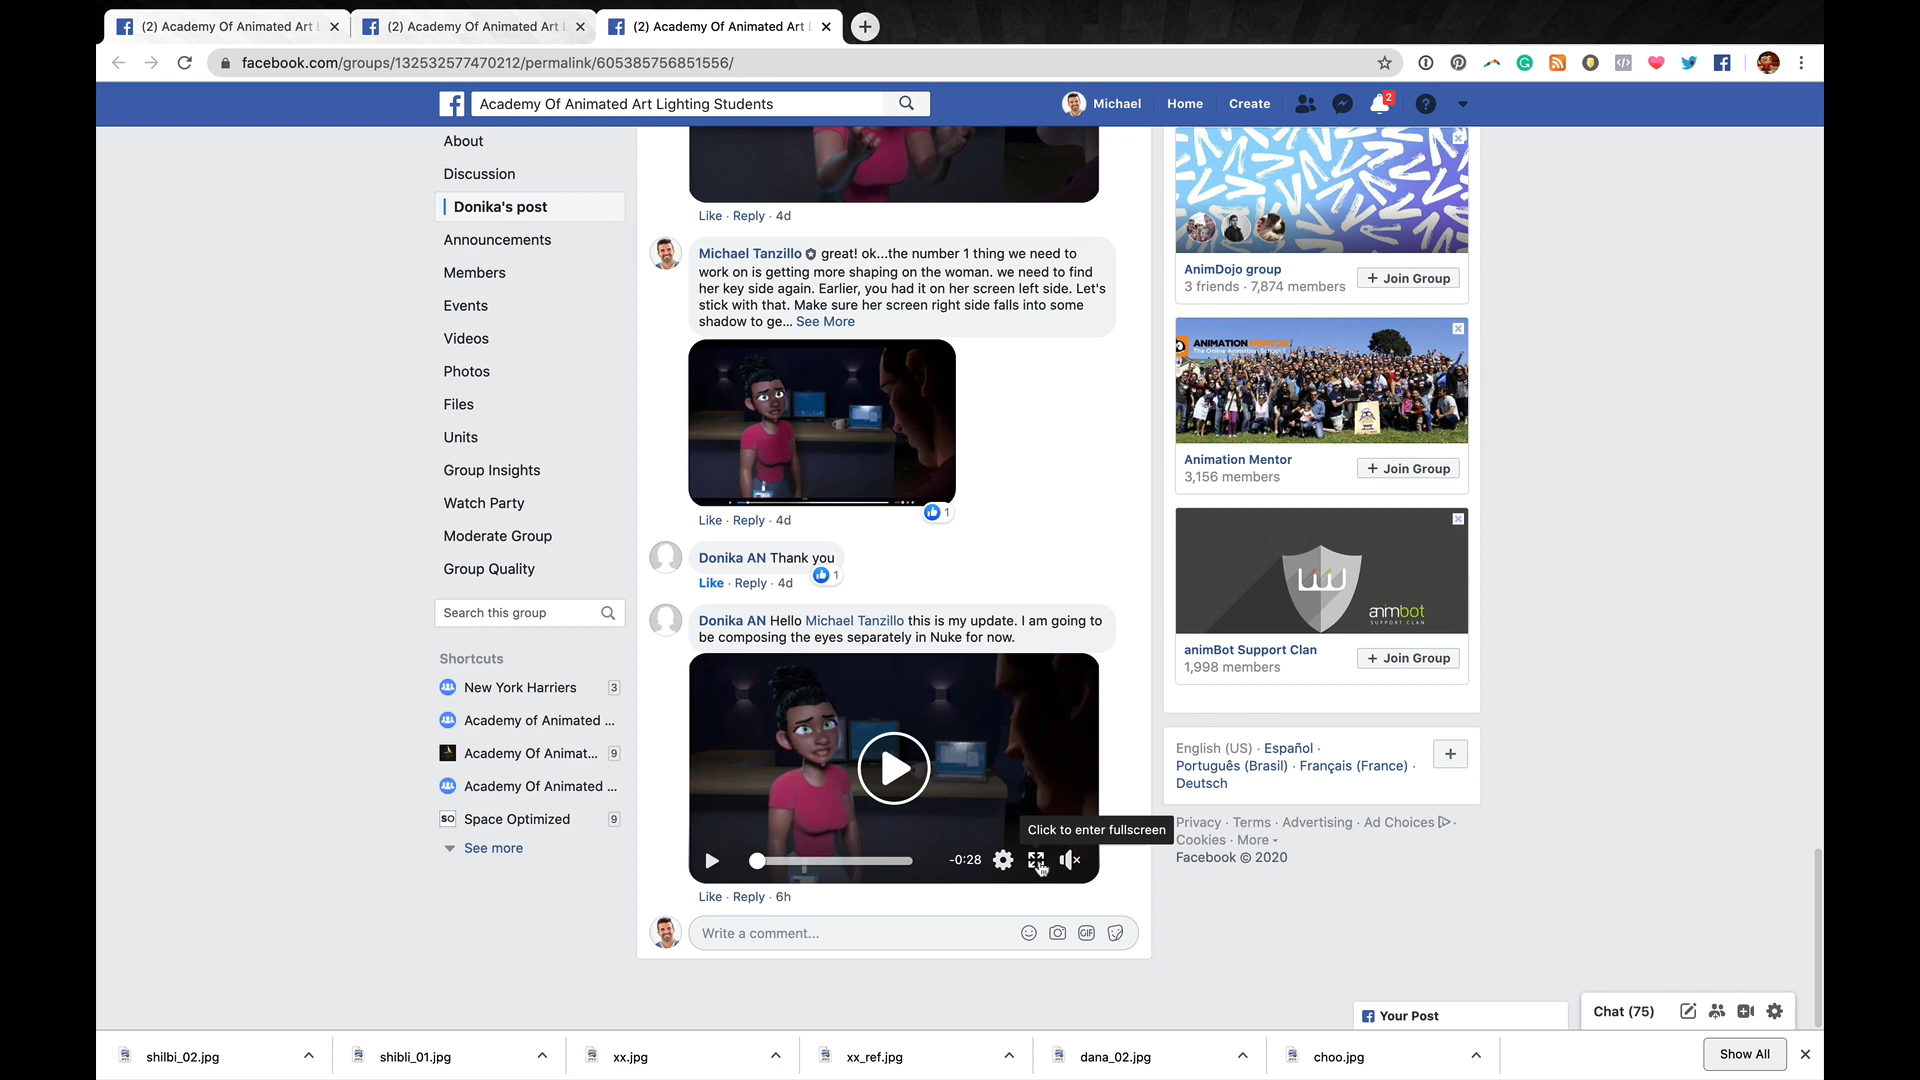 (2) Academy Of Animated Art L
(2) Academy Of Animated Art L
(2) Academy Of Animated Art L
facebook.com/groups/132532577470212/permalink/605385756851556/
Academy Of Animated Art Lighting Students
Michael
Home
Create
2
About
Discussion
Donika's post
Announcements
Members
Events
Videos
Photos
Files
Units
Group Insights
Watch Party
Moderate Group
Group Quality
Search this group
Shortcuts
New York Harriers 3
Academy of Animated ...
Academy Of Animat... 9
Academy Of Animated ...
SO Space Optimized 9
See more
Like · Reply · 4d
Michael Tanzillo great! ok...the number 1 thing we need to
work on is getting more shaping on the woman. we need to find
her key side again. Earlier, you had it on her screen left side. Let's
stick with that. Make sure her screen right side falls into some
shadow to ge... See More
1
Like · Reply · 4d
Donika AN Thank you
1
Like · Reply · 4d
Donika AN Hello Michael Tanzillo this is my update. I am going to
be composing the eyes separately in Nuke for now.
Click to enter fullscreen
-0:28
Like · Reply · 6h
Write a comment...
GIF
AnimDojo group
3 friends · 7,874 members
+ Join Group
ANIMATION MENTOR
The Online Animation School
Animation Mentor
3,156 members
+ Join Group
anmbot
SUPPORT CLAN
animBot Support Clan
1,998 members
+ Join Group
English (US) · Español ·
Português (Brasil) · Français (France) ·
Deutsch
Privacy · Terms · Advertising · Ad Choices ·
Cookies · More
Facebook © 2020
Your Post
Chat (75)
shilbi_02.jpg
shibli_01.jpg
xx.jpg
xx_ref.jpg
dana_02.jpg
choo.jpg
Show All